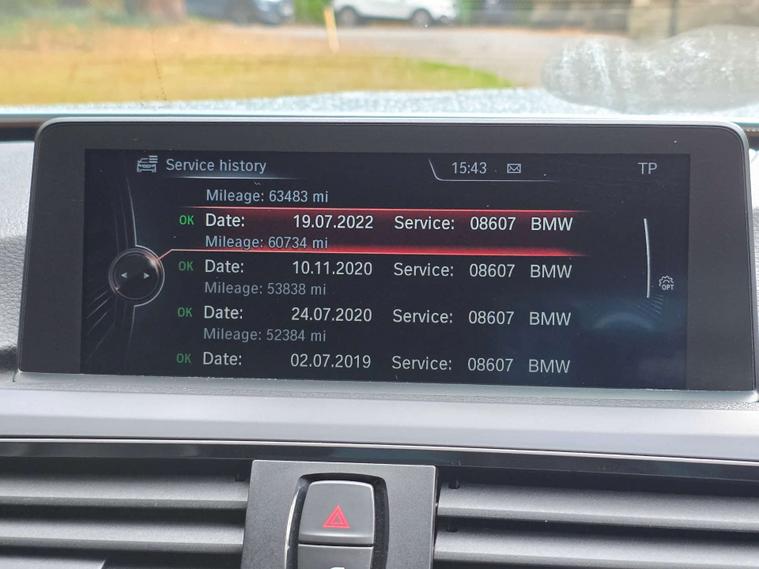 Service history 15:43 TP
Mileage: 63483 mi
OK Date: 19.07.2022 Service: 08607 BMW
Mileage: 60734 mi
OK Date: 10.11.2020 Service: 08607 BMW
Mileage: 53838 mi
OPT
OK Date: 24.07.2020 Service: 08607 BMW
Mileage: 52384 mi
OK Date: 02.07.2019 Service: 08607 BMW